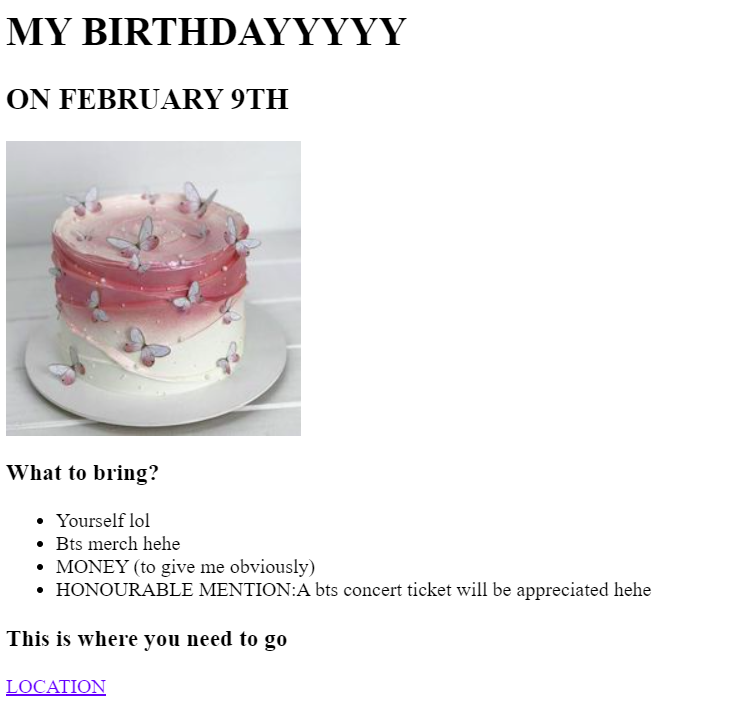 MY BIRTHDAYYYYY
ON FEBRUARY 9TH
What to bring?
Yourself lol
Bts merch hehe
MONEY (to give me obviously)
HONOURABLE MENTION:A bts concert ticket will be appreciated hehe
This is where you need to go
LOCATION